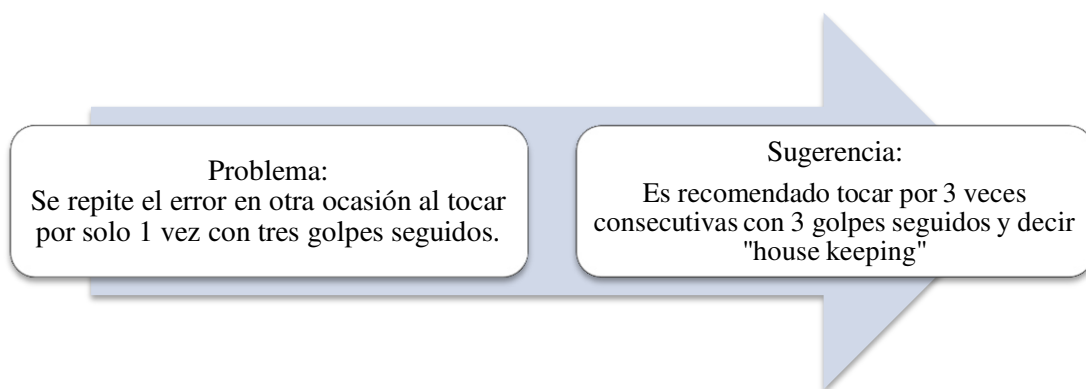 Problema:
Se repite el error en otra ocasión al tocar
por solo 1 vez con tres golpes seguidos.
Sugerencia:
Es recomendado tocar por 3 veces
consecutivas con 3 golpes seguidos y decir
"house keeping"